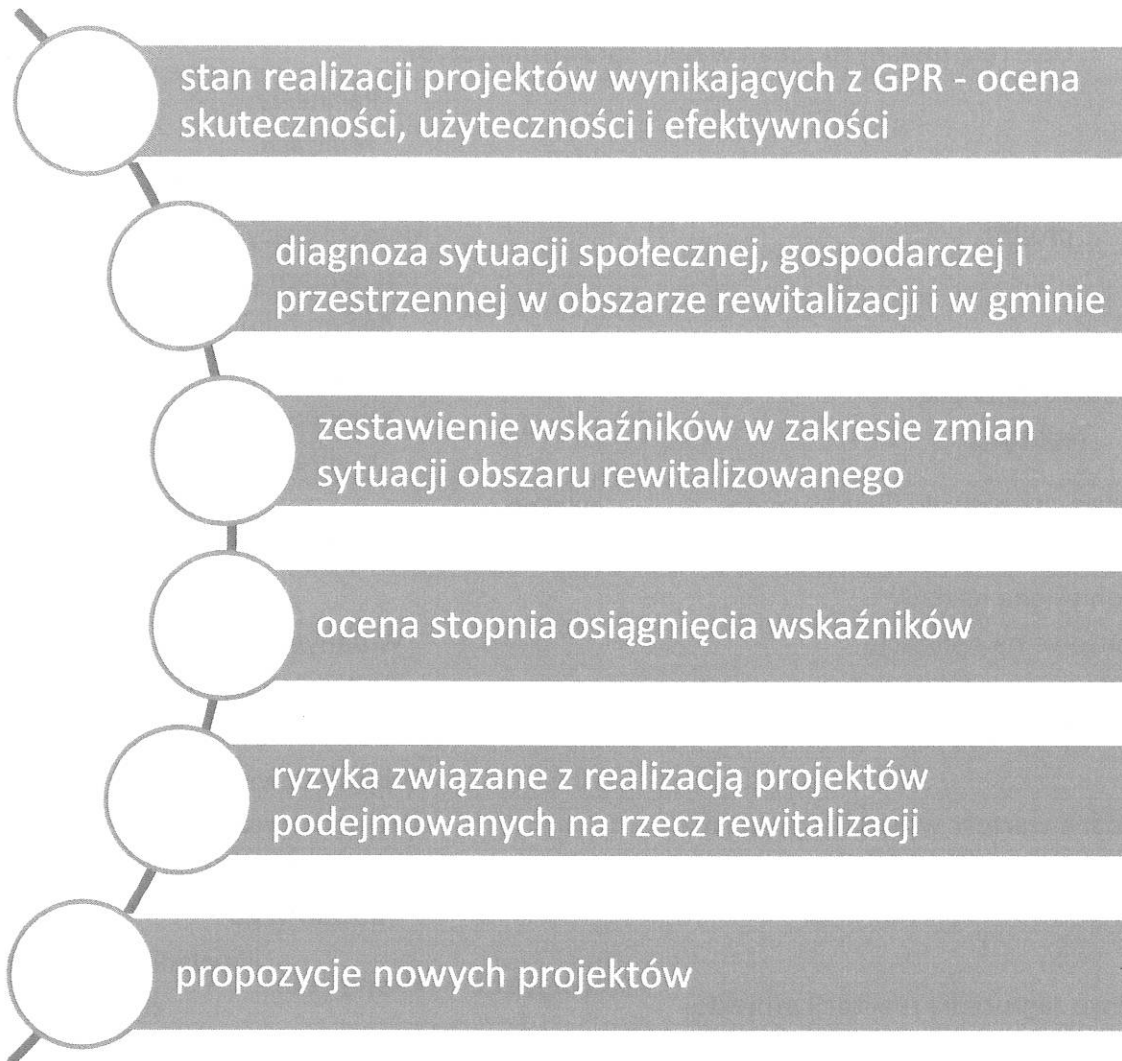 stan realizacji projektów wynikających z GPR - ocena
skuteczności, użyteczności i efektywności
diagnoza sytuacji społecznej, gospodarczej i
przestrzennej w obszarze rewitalizacji i w gminie
zestawienie wskaźników w zakresie zmian
sytuacji obszaru rewitalizowanego
ocena stopnia osiągnięcia wskaźników
ryzyka związane z realizacją projektów
podejmowanych na rzecz rewitalizacji
propozycje nowych projektów